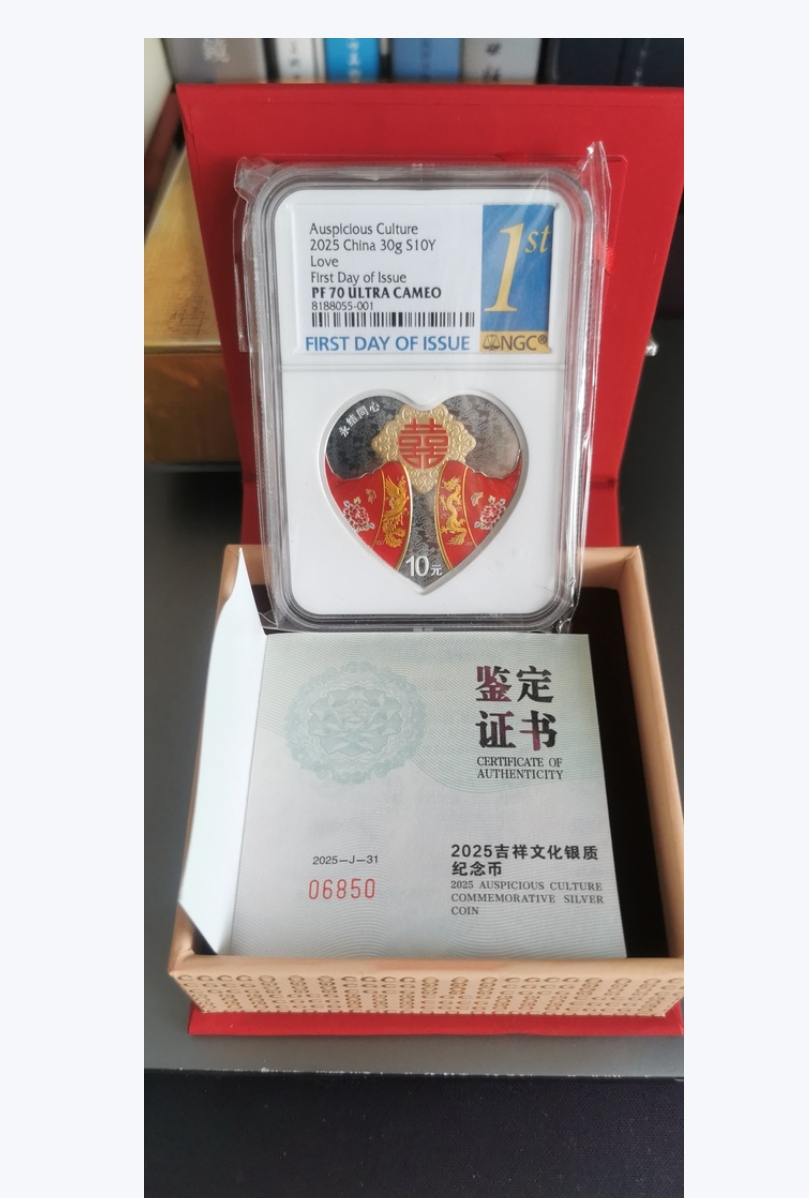 Auspicious Culture
2025 China 30g S10Y
Love
First Day of Issue
PF 70 ULTRA CAMEO
8188055-001
FIRST DAY OF ISSUE
1st
NGC®
永结同心
囍
10元
鉴定
证书
CERTIFICATE OF
AUTHENTICITY
2025—J—31
06850
2025吉祥文化银质
纪念币
2025 AUSPICIOUS CULTURE
COMMEMORATIVE SILVER
COIN